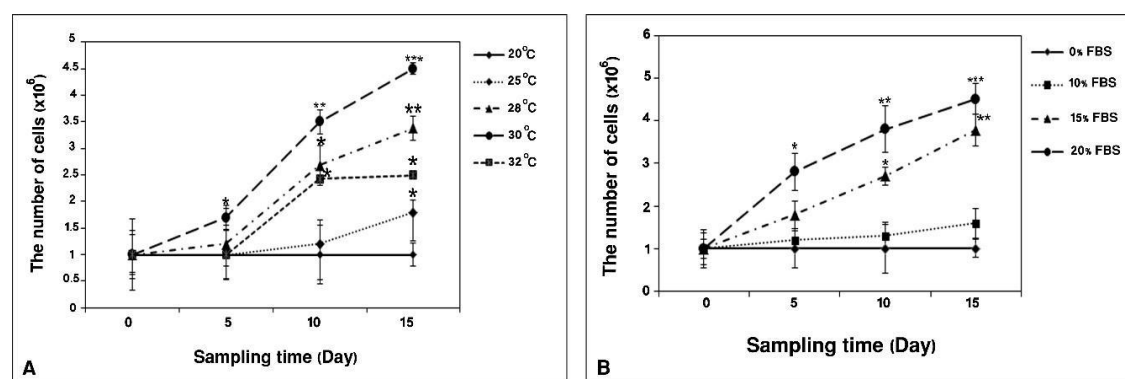 The number of cells (x10⁶)
5
4.5
4
3.5
3
2.5
2
1.5
1
0.5
0
0 5 10 15
Sampling time (Day)
A
* ** * * *** ** * *
20°C
25°C
28°C
30°C
32°C
The number of cells (x10⁶)
6
5
4
3
2
1
0
0 5 10 15
Sampling time (Day)
B
* ** * *** **
0% FBS
10% FBS
15% FBS
20% FBS